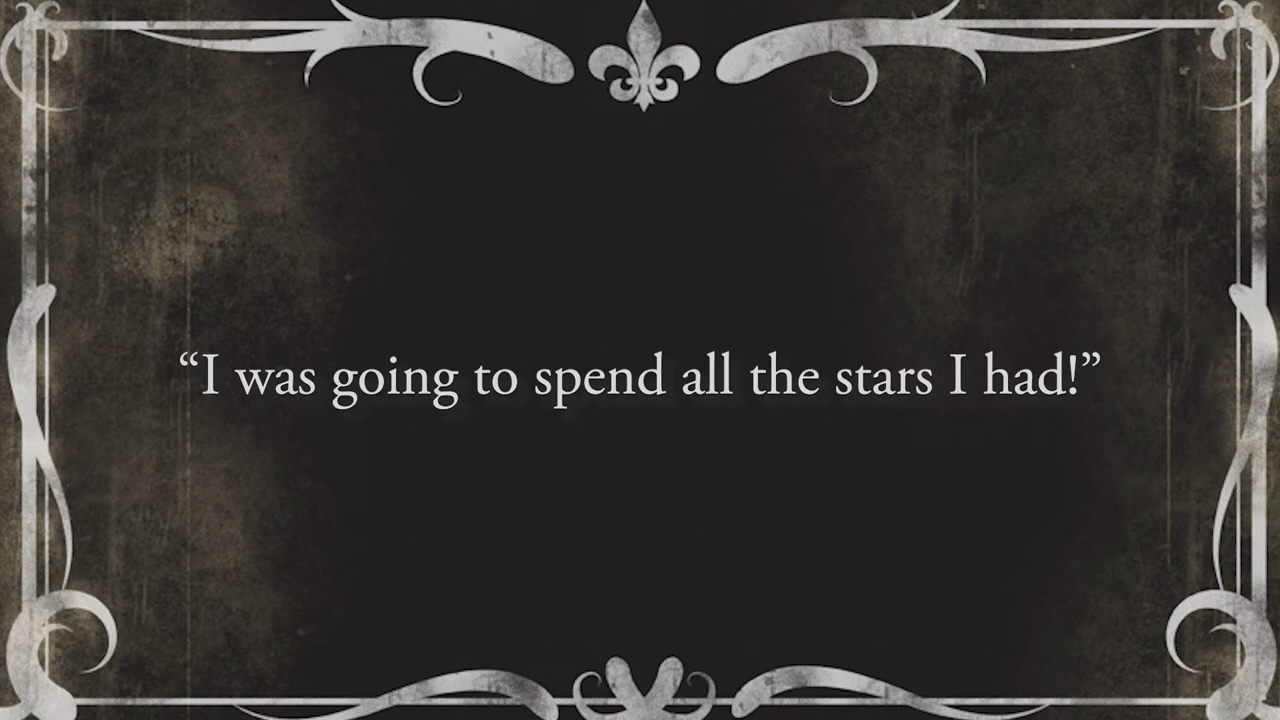 “I was going to spend all the stars I had!”